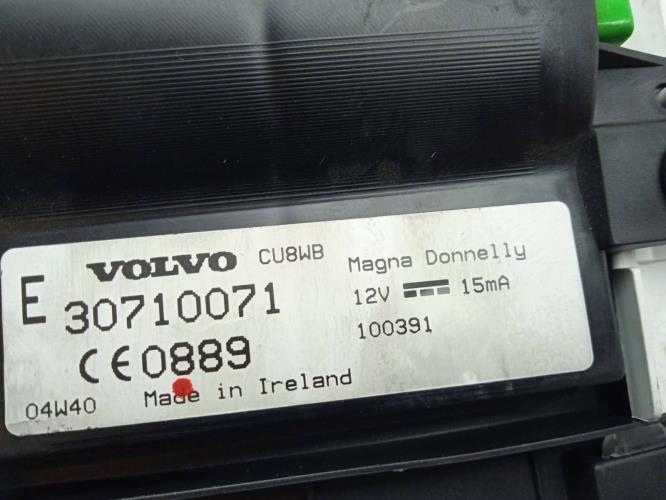 VOLVO CU8WB
E 30710071
CE0889
04W40 Made in Ireland
Magna Donnelly
12V 15mA
100391